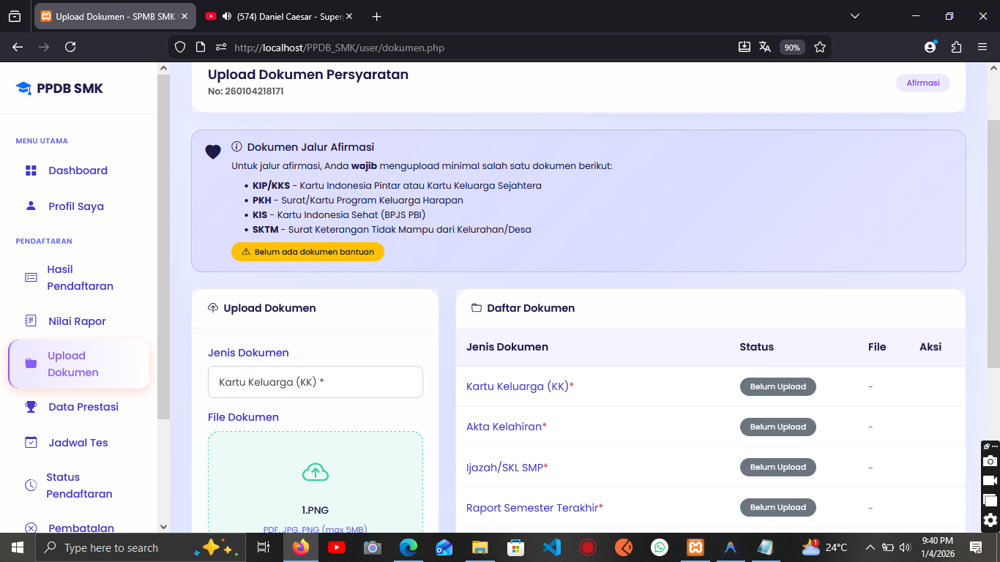 Upload Dokumen - SPMB SMK
(574) Daniel Caesar - Super
http://localhost/PPDB_SMK/user/dokumen.php
90%
PPDB SMK
MENU UTAMA
Dashboard
Profil Saya
PENDAFTARAN
Hasil
Pendaftaran
Nilai Rapor
Upload
Dokumen
Data Prestasi
Jadwal Tes
Status
Pendaftaran
Pembatalan
Upload Dokumen Persyaratan
No: 260104218171
Afirmasi
Dokumen Jalur Afirmasi
Untuk jalur afirmasi, Anda wajib mengupload minimal salah satu dokumen berikut:
• KIP/KKS - Kartu Indonesia Pintar atau Kartu Keluarga Sejahtera
• PKH - Surat/Kartu Program Keluarga Harapan
• KIS - Kartu Indonesia Sehat (BPJS PBI)
• SKTM - Surat Keterangan Tidak Mampu dari Kelurahan/Desa
Belum ada dokumen bantuan
Upload Dokumen
Jenis Dokumen
Kartu Keluarga (KK) *
File Dokumen
1.PNG
PDF, JPG, PNG (max 5MB)
Daftar Dokumen
Jenis Dokumen Status File Aksi
Kartu Keluarga (KK)* Belum Upload -
Akta Kelahiran* Belum Upload -
Ijazah/SKL SMP* Belum Upload -
Raport Semester Terakhir* Belum Upload -
Type here to search
1
24°C
9:40 PM
1/4/2026